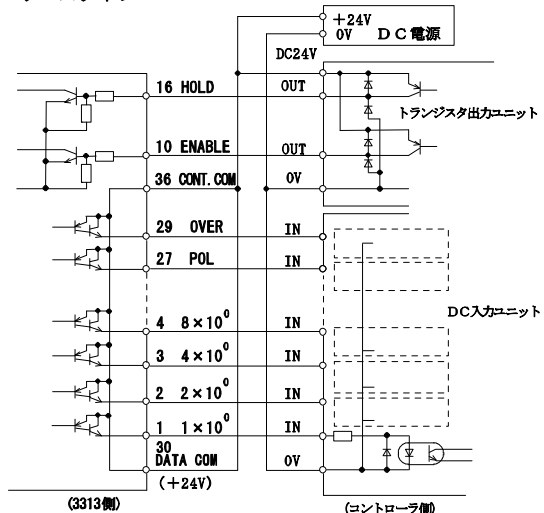 +24V
0V DC電源
DC24V
16 HOLD OUT
トランジスタ出力ユニット
10 ENABLE OUT
36 CONT.COM 0V
29 OVER IN
27 POL IN
DC入力ユニット
4 8×10⁰ IN
3 4×10⁰ IN
2 2×10⁰ IN
1 1×10⁰ IN
30
DATA COM 0V
(+24V)
(3313側)
(コントローラ側)